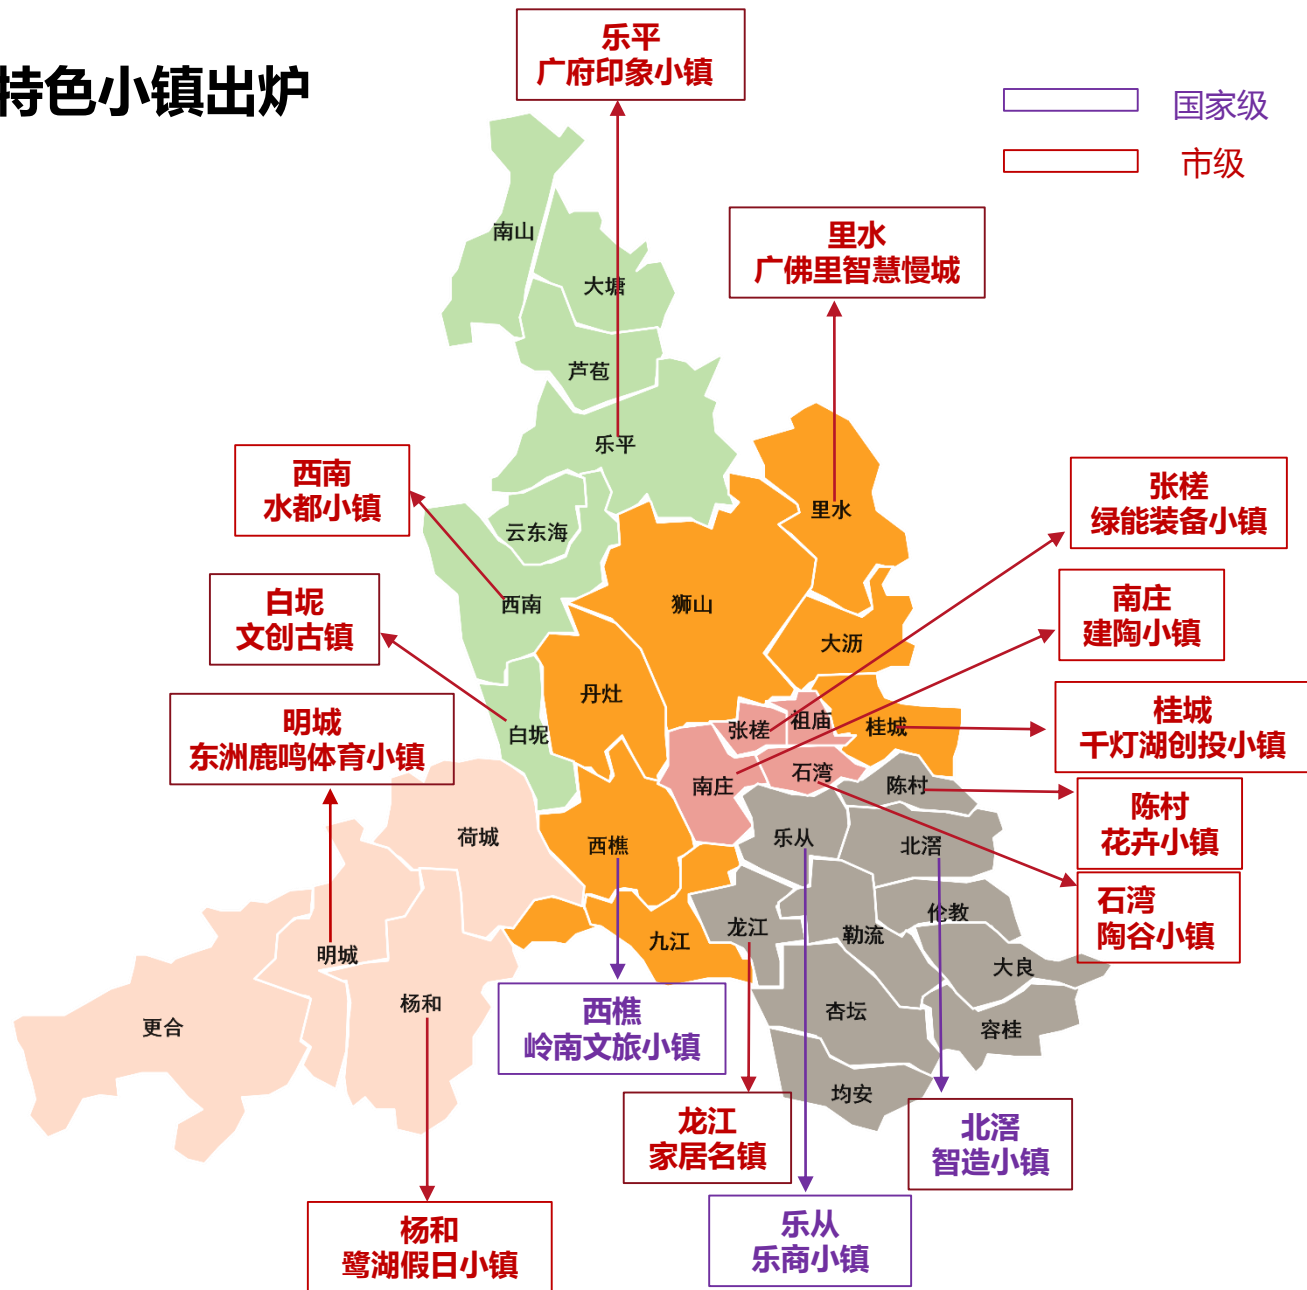 特色小镇出炉
乐平
广府印象小镇
国家级
市级
里水
广佛里智慧慢城
南山
大塘
芦苞
乐平
西南
水都小镇
云东海
里水
张槎
绿能装备小镇
白坭
文创古镇
西南
狮山
大沥
南庄
建陶小镇
明城
东洲鹿鸣体育小镇
丹灶
白坭
张槎
祖庙
桂城
桂城
千灯湖创投小镇
南庄
石湾
陈村
陈村
花卉小镇
荷城
西樵
乐从
北滘
石湾
陶谷小镇
明城
九江
龙江
勒流
伦教
大良
更合
杨和
杏坛
容桂
西樵
岭南文旅小镇
均安
龙江
家居名镇
北滘
智造小镇
杨和
鹭湖假日小镇
乐从
乐商小镇